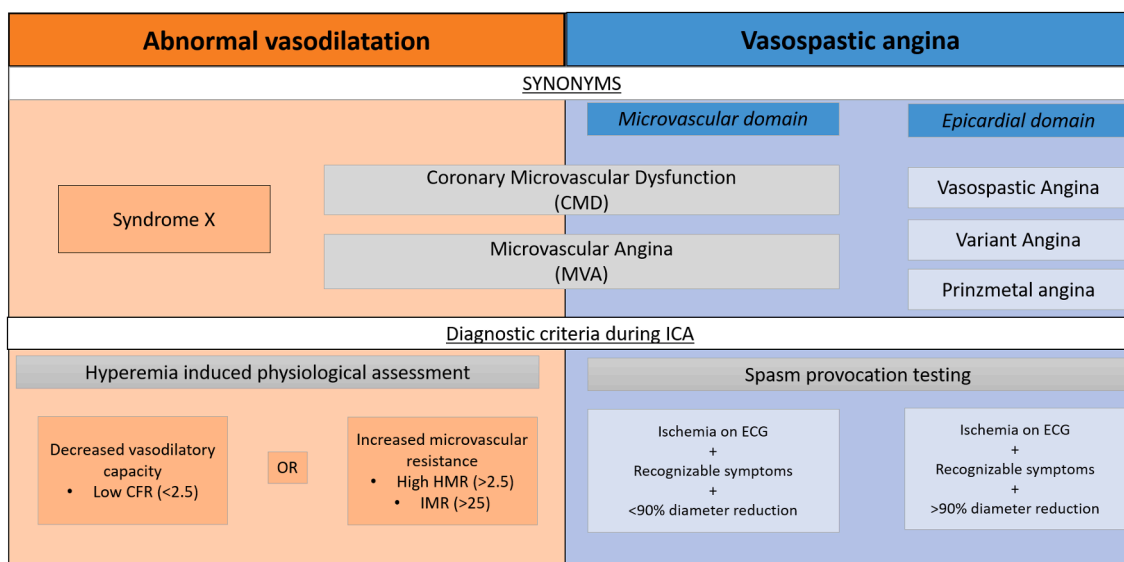 Abnormal vasodilatation
Vasospastic angina
SYNONYMS
Microvascular domain
Epicardial domain
Syndrome X
Coronary Microvascular Dysfunction
(CMD)
Microvascular Angina
(MVA)
Vasospastic Angina
Variant Angina
Prinzmetal angina
Diagnostic criteria during ICA
Hyperemia induced physiological assessment
Spasm provocation testing
Decreased vasodilatory
capacity
• Low CFR (<2.5)
OR
Increased microvascular
resistance
• High HMR (>2.5)
• IMR (>25)
Ischemia on ECG
+
Recognizable symptoms
+
<90% diameter reduction
Ischemia on ECG
+
Recognizable symptoms
+
>90% diameter reduction